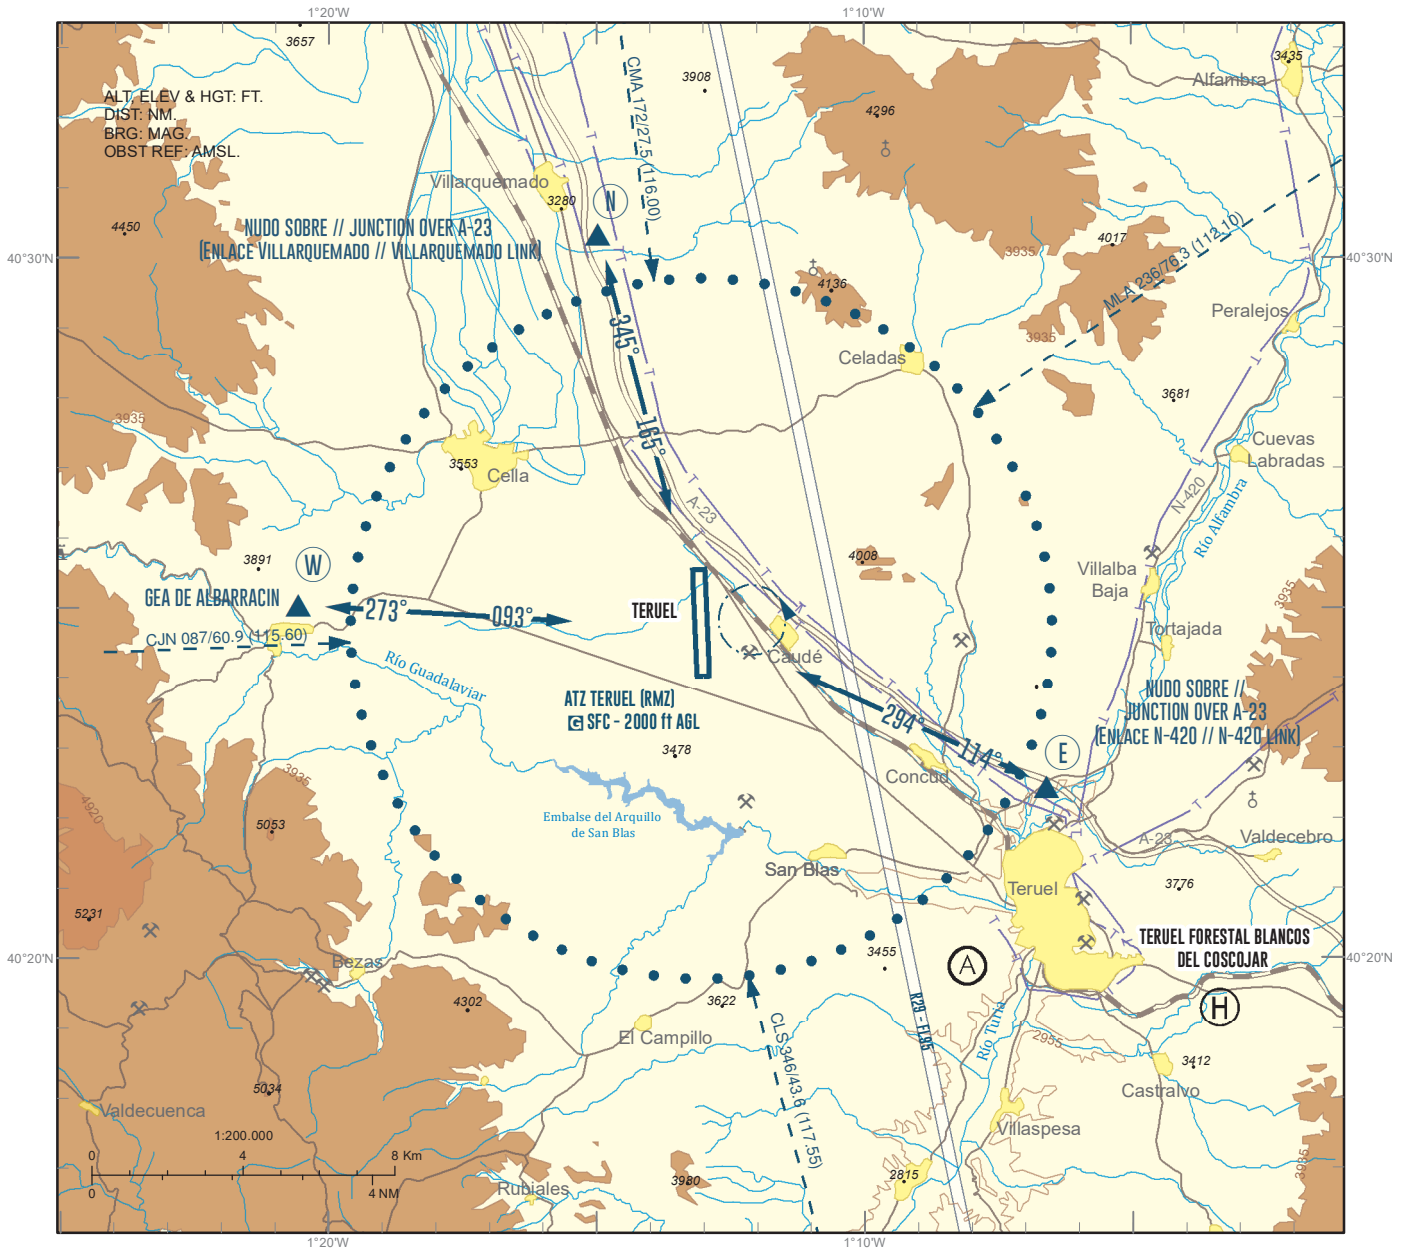 1°20'W
1°10'W
3657
3908
3435
Alfambra
ALT, ELEV & HGT: FT.
DIST: NM.
BRG: MAG.
OBST REF: AMSL.
CMA 172/27.5 (116.00)
4296
Villarquemado
3280
N
4450
NUDO SOBRE // JUNCTION OVER A-23
(ENLACE VILLARQUEMADO // VILLARQUEMADO LINK)
40°30'N
40°30'N
3935
4017
MLA 236/76.3 (112.10)
4136
Peralejos
345°
3935
Celadas
3681
3935
165°
Cuevas
Labradas
3553
Cella
A-23
N-420
Río Alfambra
3891
W
4008
Villalba
Baja
GEA DE ALBARRACIN
273°
093°
TERUEL
3935
Tortajada
CJN 087/60.9 (115.60)
Caudé
Río Guadalaviar
ATZ TERUEL (RMZ)
G SFC - 2000 ft AGL
NUDO SOBRE //
JUNCTION OVER A-23
(ENLACE N-420 // N-420 LINK)
294°
114°
E
3478
Concud
3935
4920
5053
Embalse del Arquillo
de San Blas
A-23
Valdecebro
San Blas
Teruel
3776
5231
TERUEL FORESTAL BLANCOS
DEL COSCOJAR
40°20'N
40°20'N
Bezas
3455
A
4302
3622
R29 - FL95
H
El Campillo
Río Turia
2955
CLS 346/43.6 (117.55)
3412
5034
Castralvo
Valdecuenca
Villaspesa
1:200.000
0
4
8 Km
0
4 NM
3980
2815
3935
Rubiales
1°20'W
1°10'W